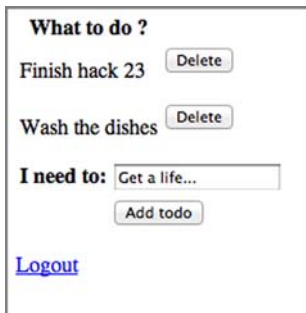 What to do ?
Finish hack 23 Delete
Wash the dishes Delete
I need to: Get a life...
Add todo
Logout